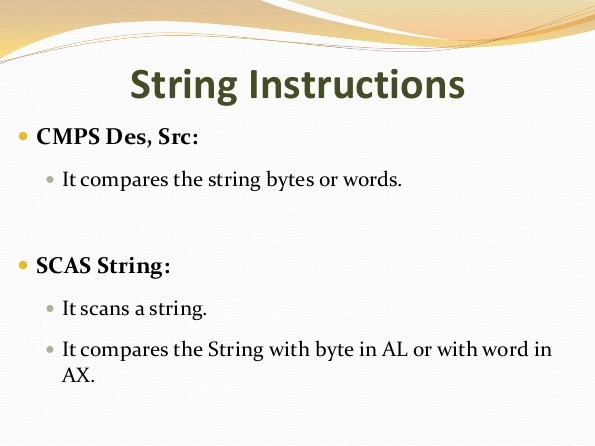 String Instructions
CMPS Des, Src:
It compares the string bytes or words.
SCAS String:
It scans a string.
It compares the String with byte in AL or with word in
AX.